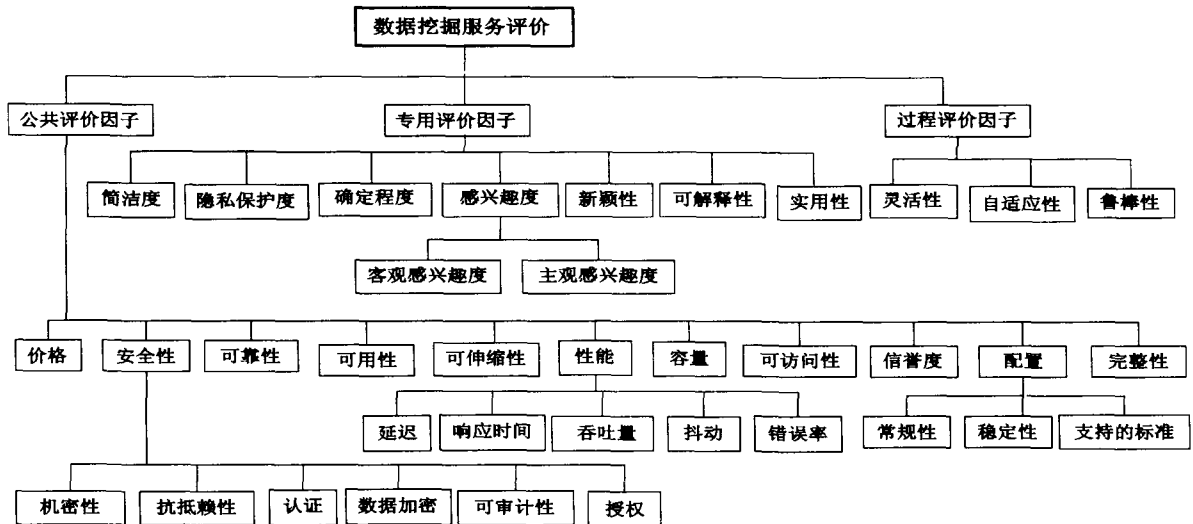 数据挖掘服务评价
公共评价因子
专用评价因子
过程评价因子
简洁度
隐私保护度
确定程度
感兴趣度
新颖性
可解释性
实用性
灵活性
自适应性
鲁棒性
客观感兴趣度
主观感兴趣度
价格
安全性
可靠性
可用性
可伸缩性
性能
容量
可访问性
信誉度
配置
完整性
延迟
响应时间
吞吐量
抖动
错误率
常规性
稳定性
支持的标准
机密性
抗抵赖性
认证
数据加密
可审计性
授权